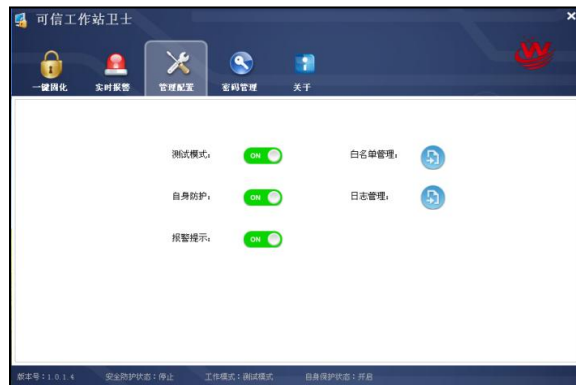 可信工作站卫士
一键固化 实时报警 管理配置 密码管理 关于
测试模式: ON 白名单管理:
自身防护: ON 日志管理:
报警提示: ON
版本号:1.0.1.4 安全防护状态:停止 工作模式:测试模式 自身保护状态:开启